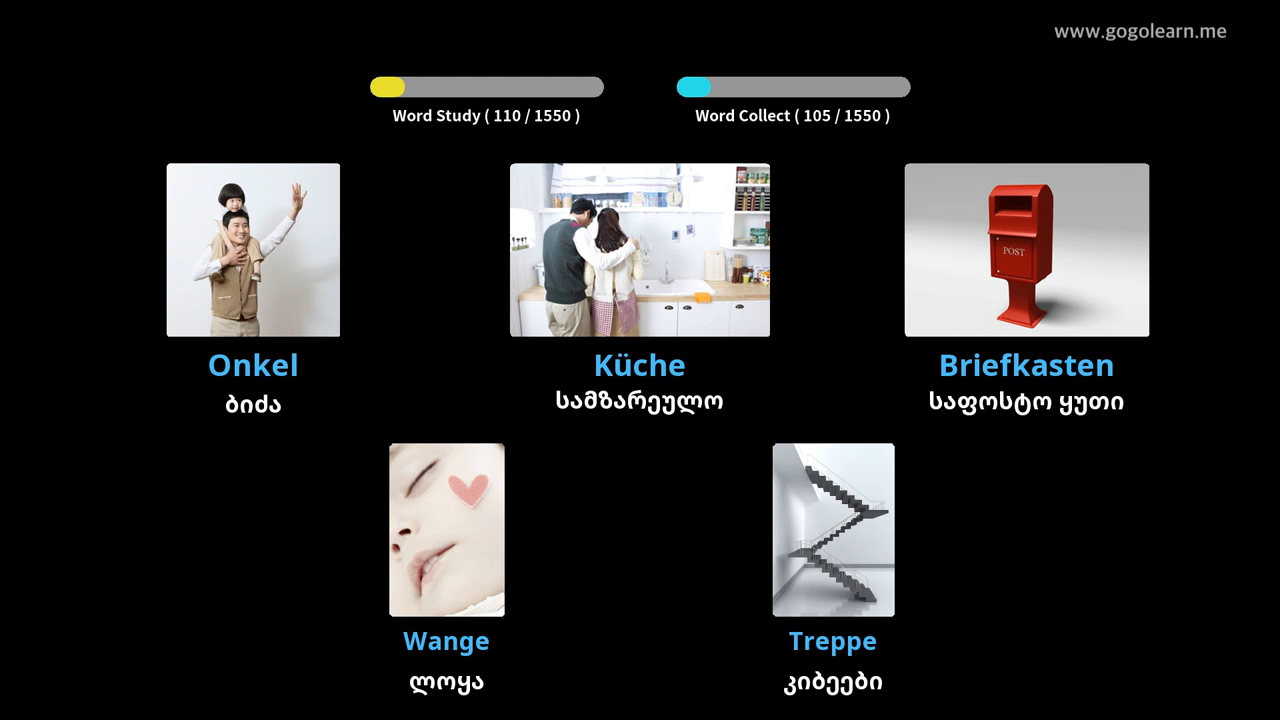 www.gogolearn.me
Word Study ( 110 / 1550 )
Word Collect ( 105 / 1550 )
POST
Onkel
Küche
Briefkasten
ბიძა
სამზარეულო
საფოსტო ყუთი
Wange
Treppe
ლოყა
კიბეები